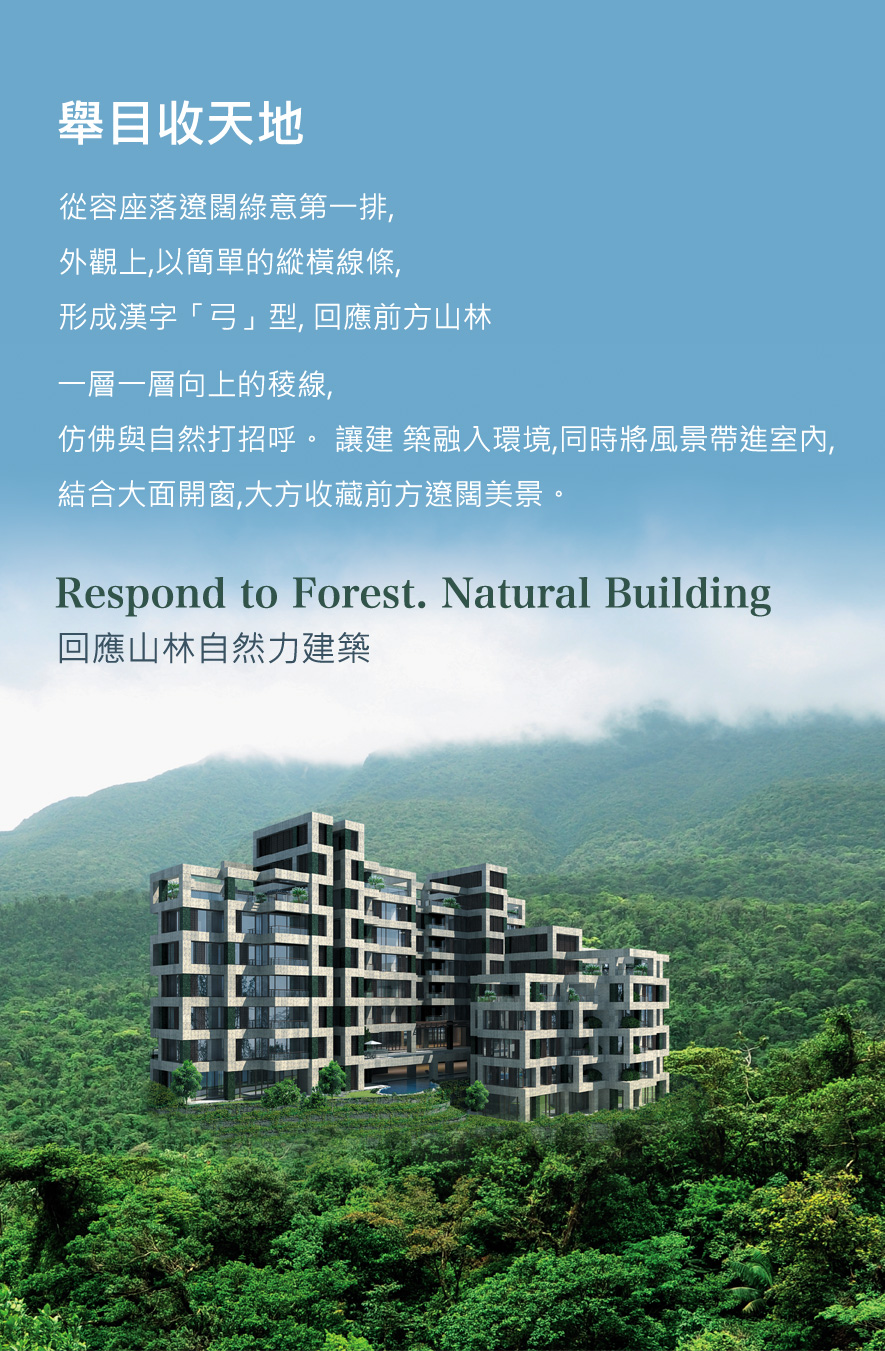 舉目收天地
從容座落遼闊綠意第一排,
外觀上,以簡單的縱橫線條,
形成漢字「弓」型, 回應前方山林
一層一層向上的稜線,
仿佛與自然打招呼。 讓建 築融入環境,同時將風景帶進室內,
結合大面開窗,大方收藏前方遼闊美景。
Respond to Forest. Natural Building
回應山林自然力建築